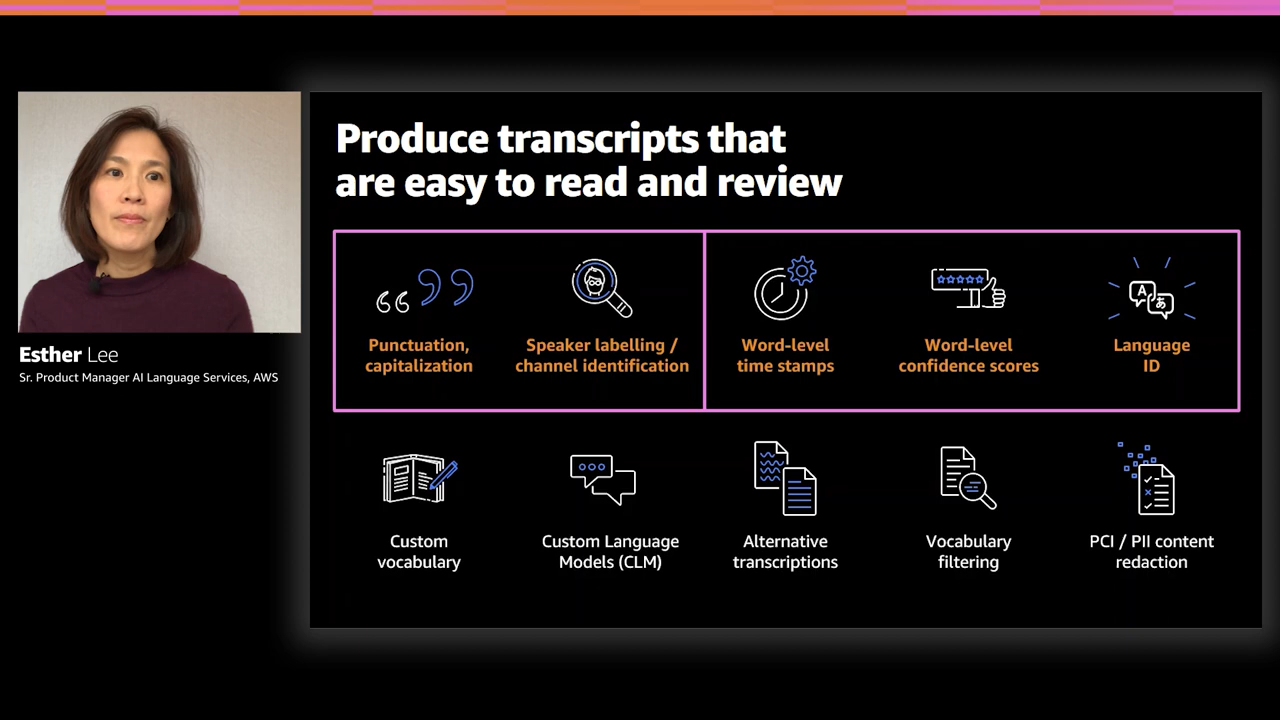 Produce transcripts that
are easy to read and review
Punctuation,
capitalization
Speaker labelling /
channel identification
Word-level
time stamps
Word-level
confidence scores
A
あ
Language
ID
Custom
vocabulary
Custom Language
Models (CLM)
Alternative
transcriptions
Vocabulary
filtering
PCI / PII content
redaction
Esther Lee
Sr. Product Manager AI Language Services, AWS